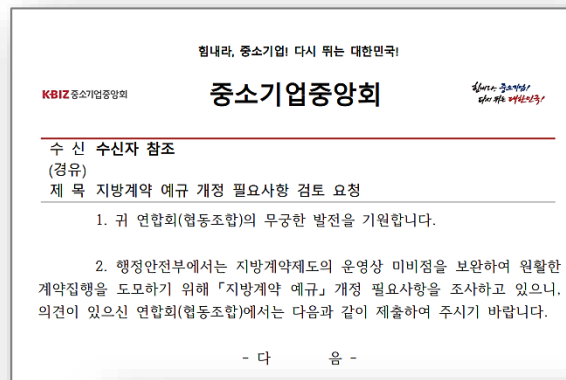 힘내라, 중소기업! 다시 뛰는 대한민국!
KBIZ중소기업중앙회
중소기업중앙회
힘내라, 중소기업!
다시 뛰는 대한민국!
수 신 수신자 참조
(경유)
제 목 지방계약 예규 개정 필요사항 검토 요청
1. 귀 연합회(협동조합)의 무궁한 발전을 기원합니다.
2. 행정안전부에서는 지방계약제도의 운영상 미비점을 보완하여 원활한
계약집행을 도모하기 위해「지방계약 예규」개정 필요사항을 조사하고 있으니,
의견이 있으신 연합회(협동조합)에서는 다음과 같이 제출하여 주시기 바랍니다.
- 다 음 -